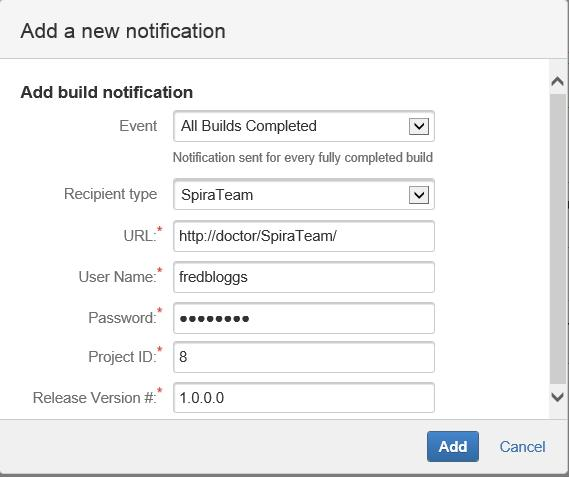 Add a new notification
Add build notification
Event All Builds Completed
Notification sent for every fully completed build
Recipient type SpiraTeam
URL:* http://doctor/SpiraTeam/
User Name:* fredbloggs
Password:* ●●●●●●●●
Project ID:* 8
Release Version #:* 1.0.0.0
Add Cancel